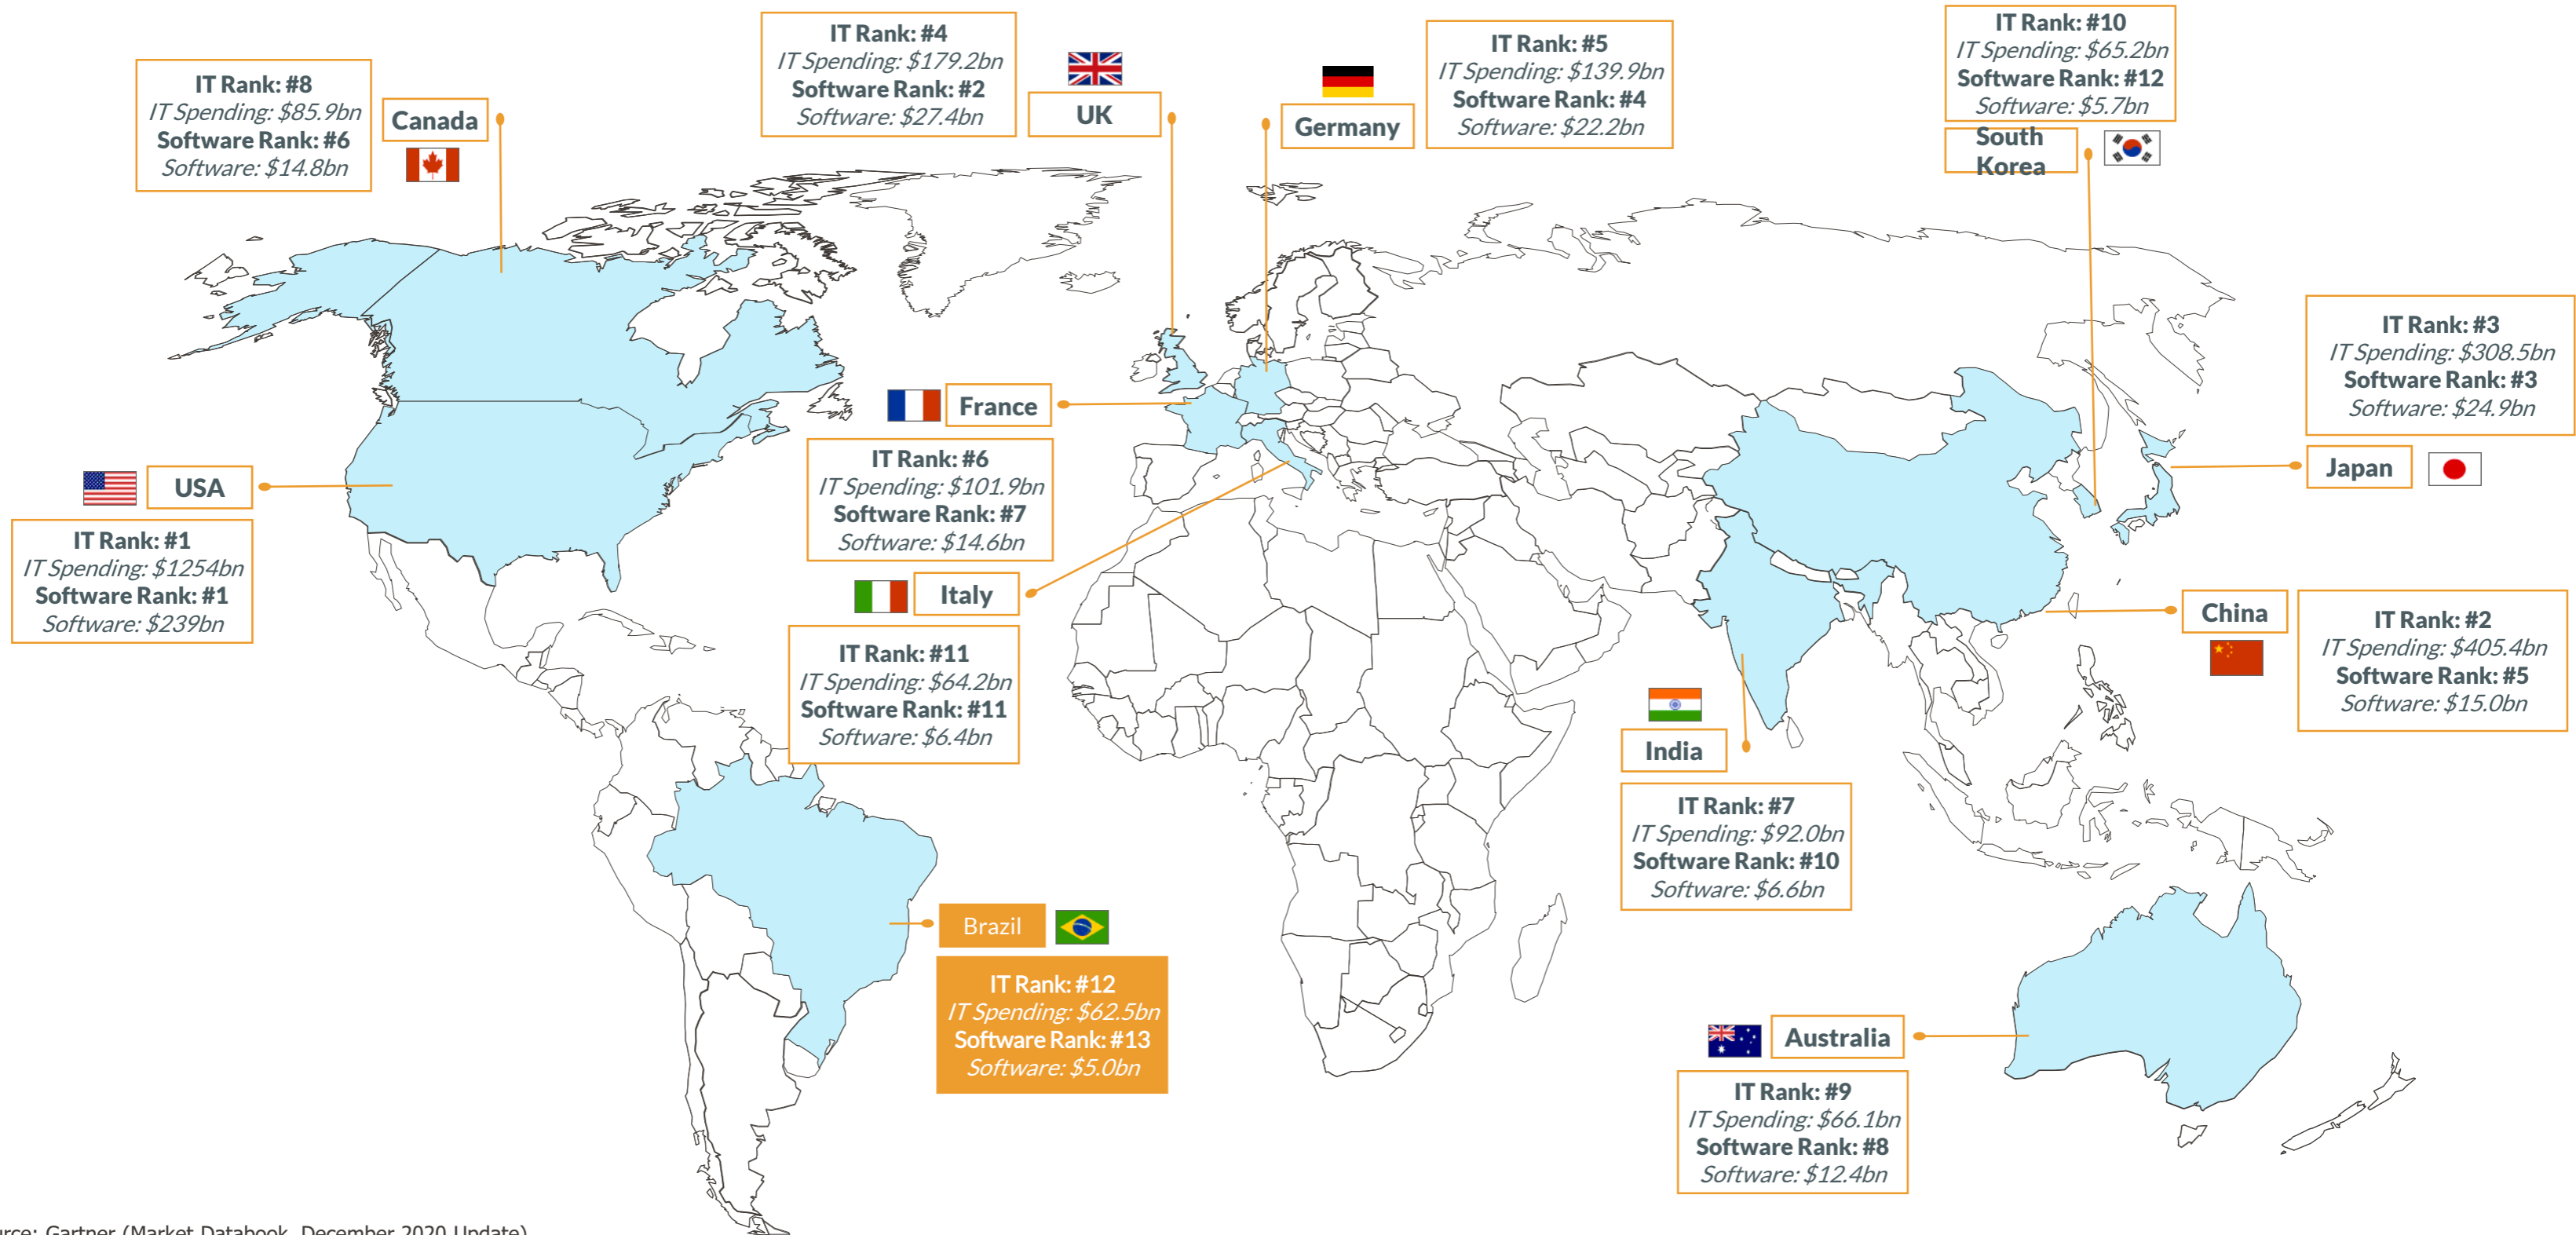 IT Rank: #8
IT Spending: $85.9bn
Software Rank: #6
Software: $14.8bn
Canada
IT Rank: #4
IT Spending: $179.2bn
Software Rank: #2
Software: $27.4bn
UK
Germany
IT Rank: #5
IT Spending: $139.9bn
Software Rank: #4
Software: $22.2bn
IT Rank: #10
IT Spending: $65.2bn
Software Rank: #12
Software: $5.7bn
South
Korea
IT Rank: #3
IT Spending: $308.5bn
Software Rank: #3
Software: $24.9bn
Japan
France
IT Rank: #6
IT Spending: $101.9bn
Software Rank: #7
Software: $14.6bn
USA
IT Rank: #1
IT Spending: $1254bn
Software Rank: #1
Software: $239bn
Italy
IT Rank: #11
IT Spending: $64.2bn
Software Rank: #11
Software: $6.4bn
China
IT Rank: #2
IT Spending: $405.4bn
Software Rank: #5
Software: $15.0bn
India
IT Rank: #7
IT Spending: $92.0bn
Software Rank: #10
Software: $6.6bn
Brazil
IT Rank: #12
IT Spending: $62.5bn
Software Rank: #13
Software: $5.0bn
Australia
IT Rank: #9
IT Spending: $66.1bn
Software Rank: #8
Software: $12.4bn
urce: Gartner (Market Databook, December 2020 Update)